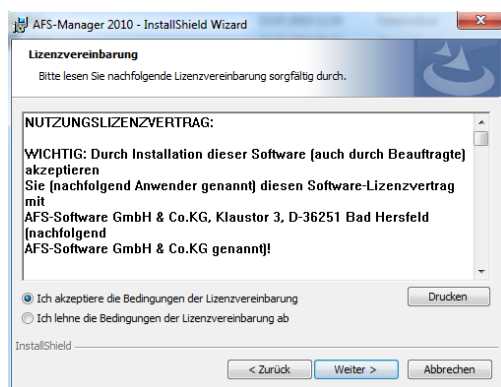 AFS-Manager 2010 - InstallShield Wizard
Lizenzvereinbarung
Bitte lesen Sie nachfolgende Lizenzvereinbarung sorgfältig durch.
NUTZUNGSLIZENZVERTRAG:
WICHTIG: Durch Installation dieser Software (auch durch Beauftragte)
akzeptieren
Sie (nachfolgend Anwender genannt) diesen Software-Lizenzvertrag
mit
AFS-Software GmbH & Co.KG, Klaustor 3, D-36251 Bad Hersfeld
(nachfolgend
AFS-Software GmbH & Co.KG genannt)!
Ich akzeptiere die Bedingungen der Lizenzvereinbarung
Drucken
Ich lehne die Bedingungen der Lizenzvereinbarung ab
InstallShield
< Zurück
Weiter >
Abbrechen